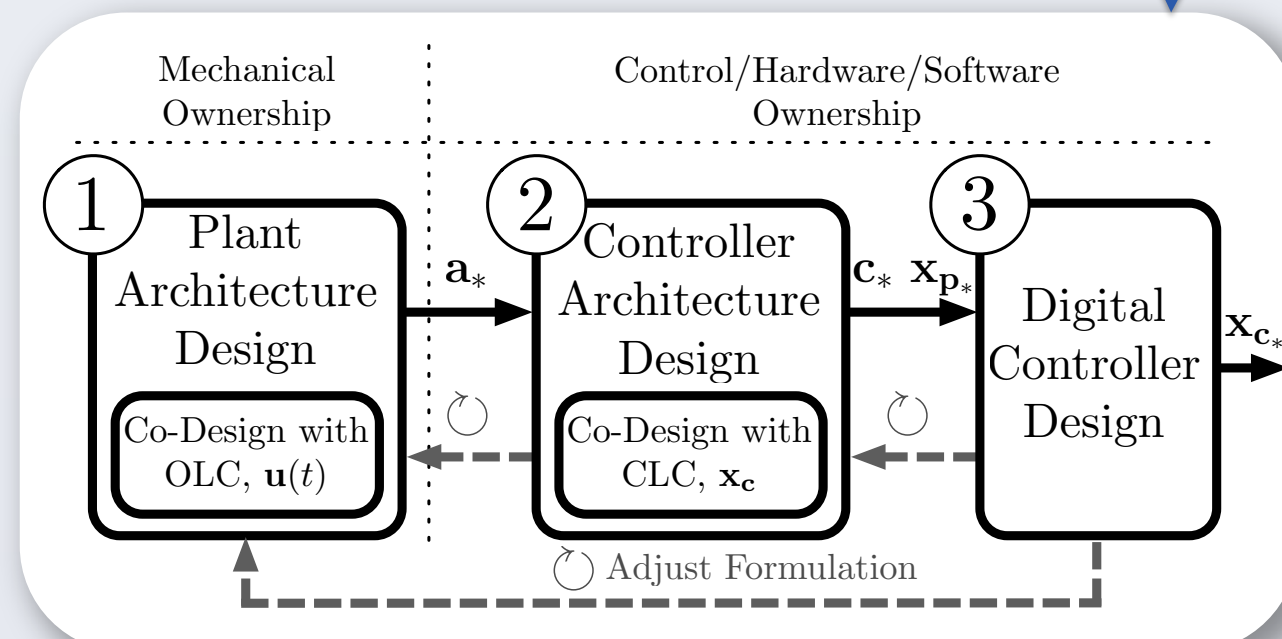 Mechanical
Ownership
Control/Hardware/Software
Ownership
1
Plant
Architecture
Design
Co-Design with
OLC, u(t)
a*
2
Controller
Architecture
Design
Co-Design with
CLC, xc
c* xp*
3
Digital
Controller
Design
xc*
Adjust Formulation